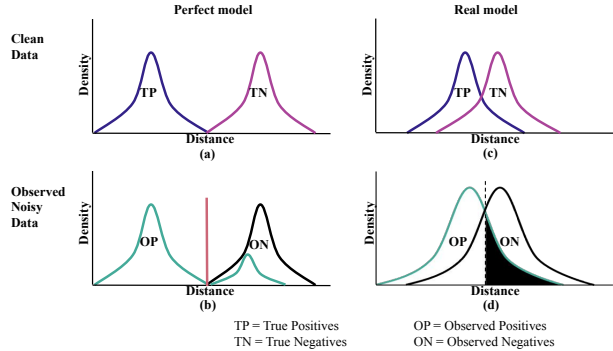 Perfect model
Real model
Clean
Data
Density
TP
TN
Distance
(a)
Density
TP
TN
Distance
(c)
Observed
Noisy
Data
Density
OP
ON
Distance
(b)
Density
OP
ON
Distance
(d)
TP = True Positives
TN = True Negatives
OP = Observed Positives
ON = Observed Negatives